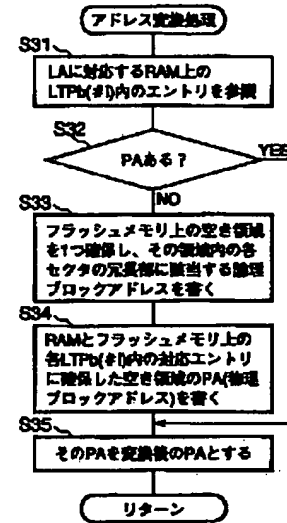 アドレス変換処理
S31
LAに対応するRAM上の
LTPb(#i)内のエントリを参照
S32
PAある?
YES
NO
S33
フラッシュメモリ上の空き領域
を1つ確保し、その領域内の各
セクタの冗長部に該当する論理
ブロックアドレスを書く
S34
RAMとフラッシュメモリ上の
各LTPb(#i)内の対応エントリ
に確保した空き領域のPA(物理
ブロックアドレス)を書く
S35
そのPAを変換後のPAとする
リターン